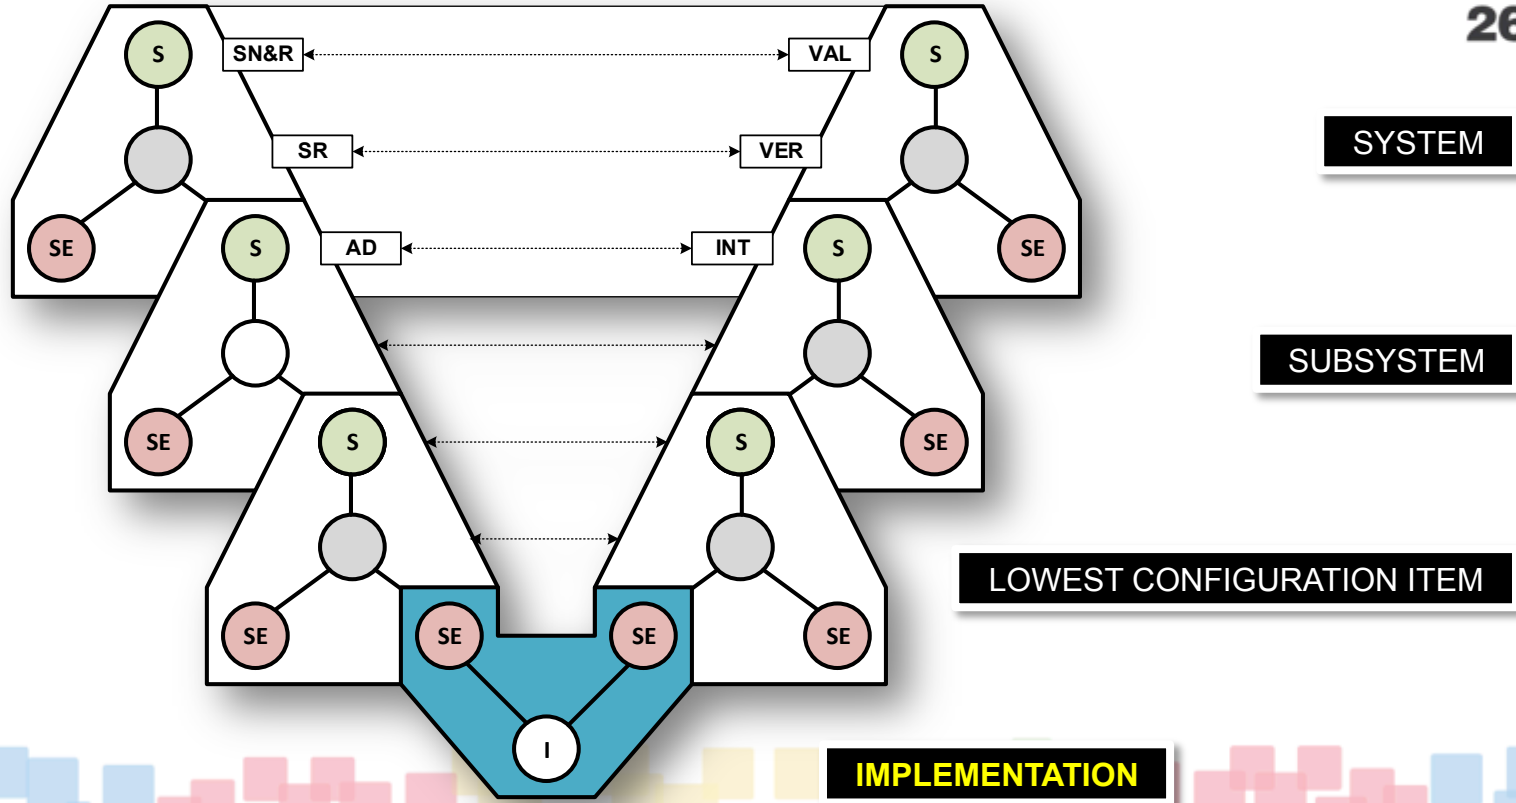 26
S
SN&R
VAL
S
SYSTEM
SR
VER
SE
S
AD
INT
S
SE
SUBSYSTEM
SE
S
S
SE
LOWEST CONFIGURATION ITEM
SE
SE
SE
SE
I
IMPLEMENTATION